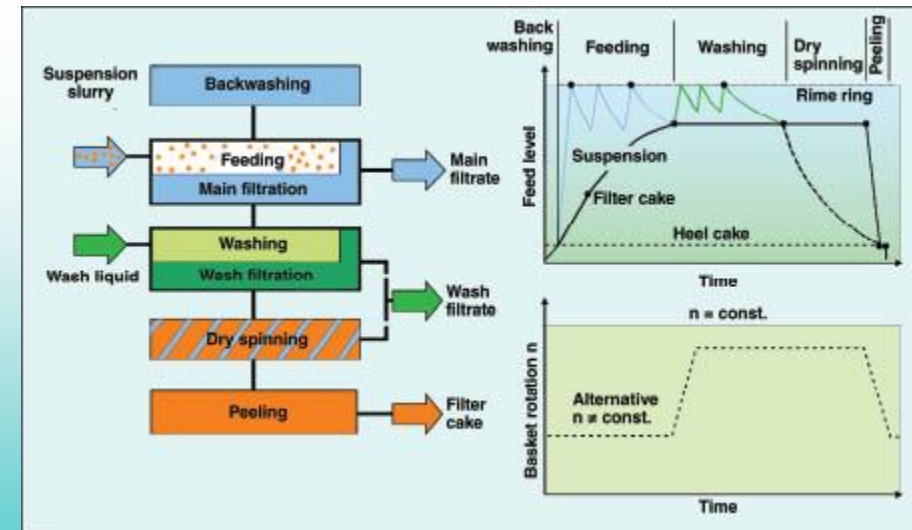 Suspension
slurry
Backwashing
Feeding
Main filtration
Main
filtrate
Washing
Wash filtration
Wash liquid
Wash
filtrate
Dry spinning
Peeling
Filter
cake
Back
washing
Feeding
Washing
Dry
spinning
Peeling
Rime ring
Suspension
Filter cake
Heel cake
Feed level
Time
n = const.
Alternative
n ≠ const.
Basket rotation n
Time